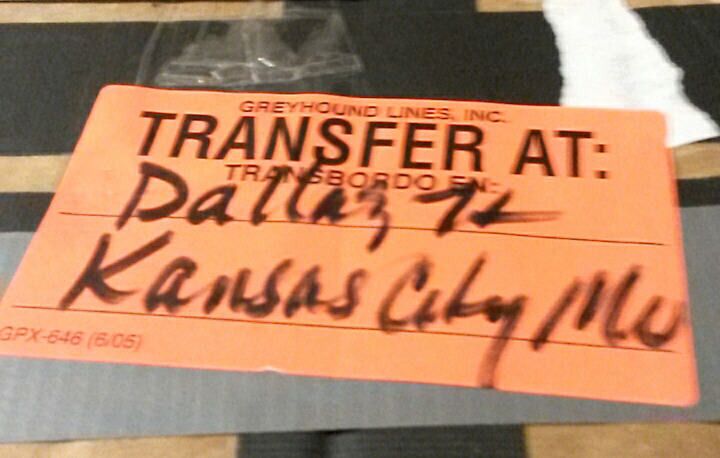 GREYHOUND LINES, INC.
TRANSFER AT:
TRANSBORDO EN:
Dallas Tx
Kansas City Mo
GPX-646 (6/05)